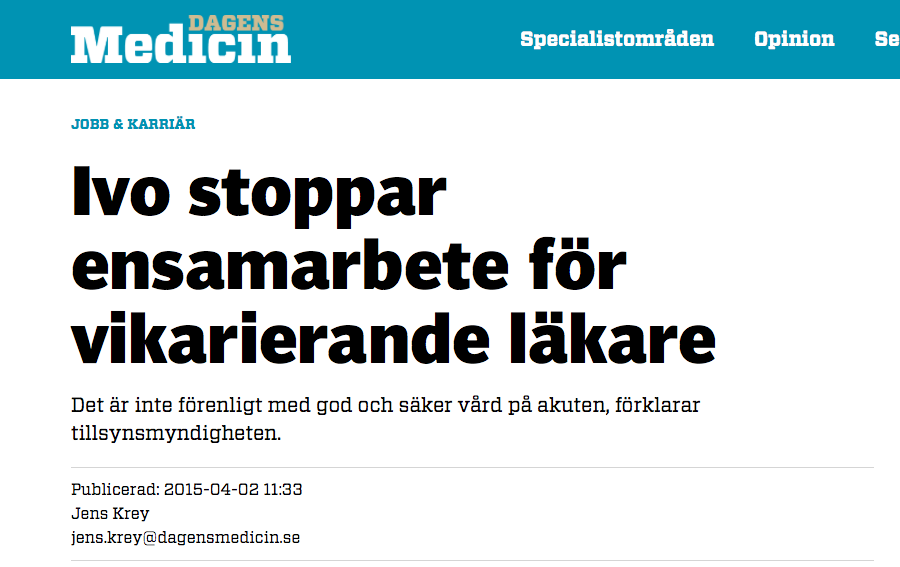 DAGENS
Medicin
Specialistområden Opinion Se
JOBB & KARRIÄR
Ivo stoppar
ensamarbete för
vikarierande läkare
Det är inte förenligt med god och säker vård på akuten, förklarar
tillsynsmyndigheten.
Publicerad: 2015-04-02 11:33
Jens Krey
jens.krey@dagensmedicin.se